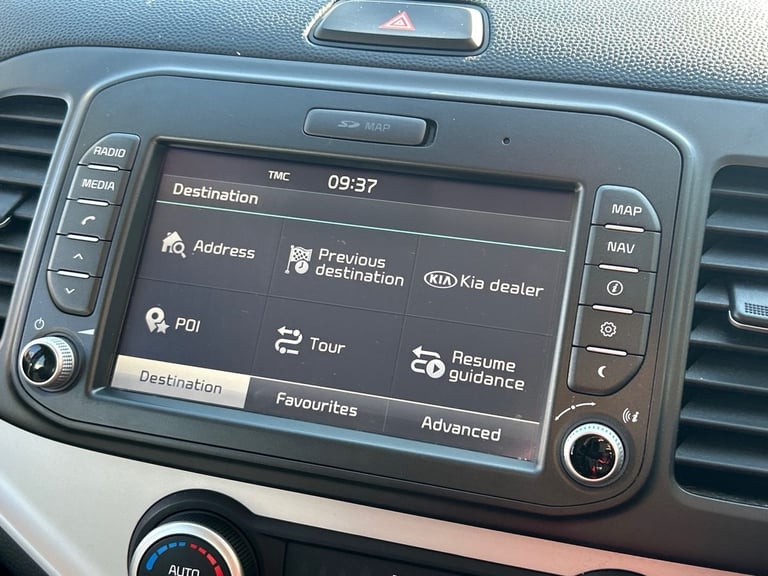 SD MAP
RADIO
MEDIA
TMC 09:37
Destination
Address
Previous
destination
KIA Kia dealer
POI
Tour
Resume
guidance
Destination
Favourites
Advanced
MAP
NAV
AUTO